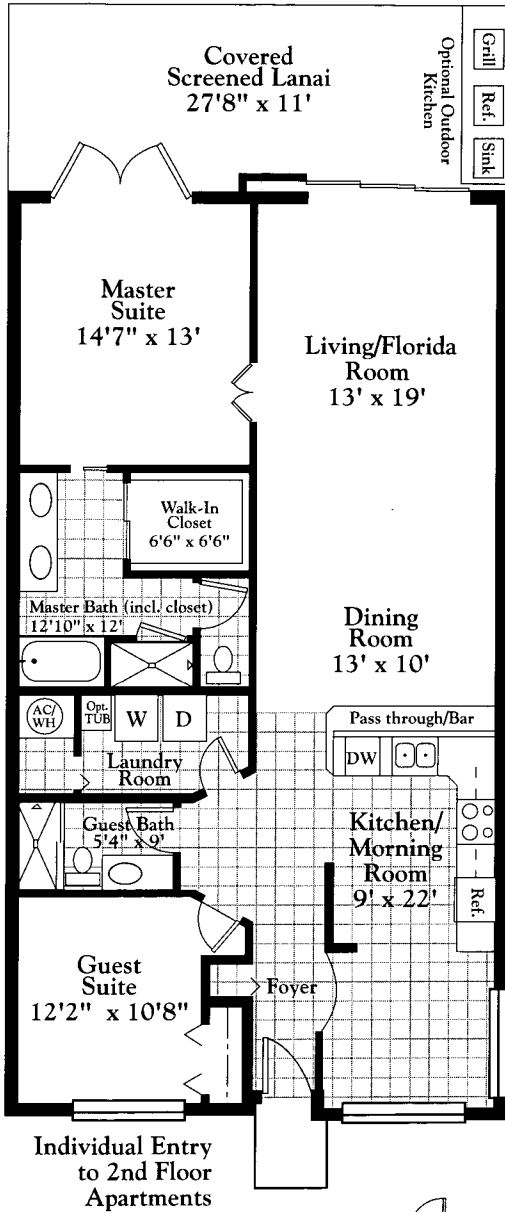 Covered
Screened Lanai
27'8" x 11'
Optional Outdoor
Kitchen
Grill
Ref.
Sink
Master
Suite
14'7" x 13'
Living/Florida
Room
13' x 19'
Walk-In
Closet
6'6" x 6'6"
Master Bath (incl. closet)
12'10" x 12'
Dining
Room
13' x 10'
AC/
WH
Opt.
TUB
W
D
Laundry
Room
Pass through/Bar
DW
Guest Bath
5'4" x 9'
Kitchen/
Morning
Room
9' x 22'
Ref.
Guest
Suite
12'2" x 10'8"
Foyer
Individual Entry
to 2nd Floor
Apartments